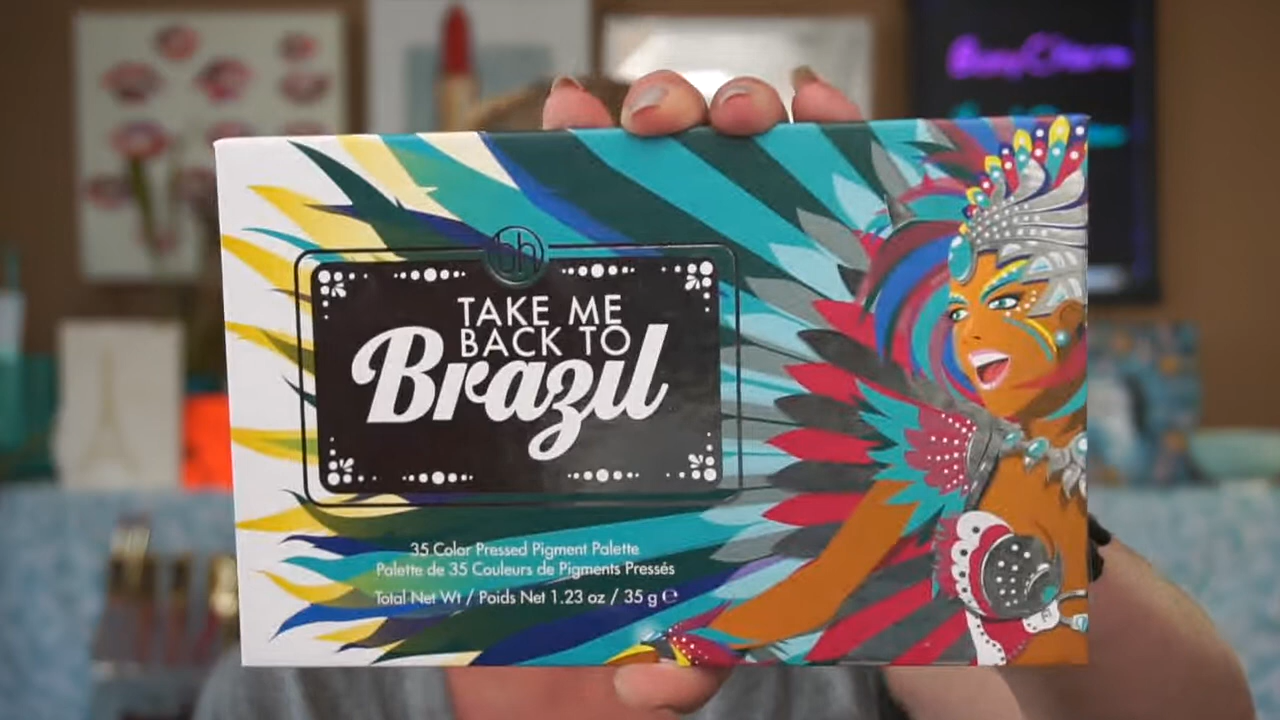 bh
TAKE ME
BACK TO
Brazil
35 Color Pressed Pigment Palette
Palette de 35 Couleurs de Pigments Pressés
Total Net Wt / Poids Net 1.23 oz / 35 g ℮